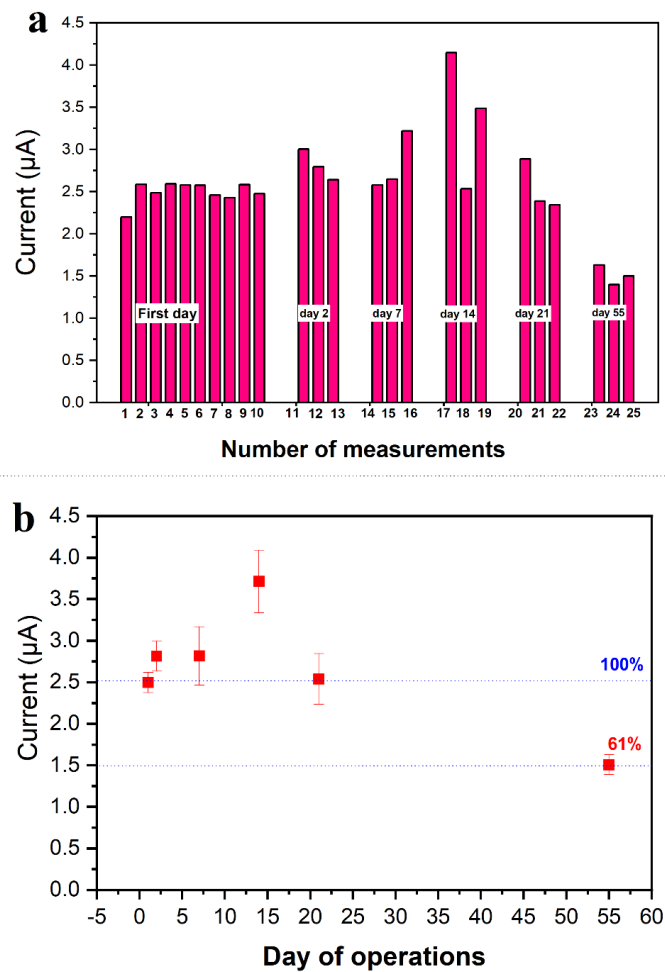 a
4.5
4.0
3.5
3.0
2.5
2.0
1.5
1.0
0.5
0.0
Current (µA)
First day
day 2
day 7
day 14
day 21
day 55
1 2 3 4 5 6 7 8 9 10 11 12 13 14 15 16 17 18 19 20 21 22 23 24 25
Number of measurements
b
4.5
4.0
3.5
3.0
2.5
2.0
1.5
1.0
0.5
0.0
Current (µA)
100%
61%
-5 0 5 10 15 20 25 30 35 40 45 50 55 60
Day of operations